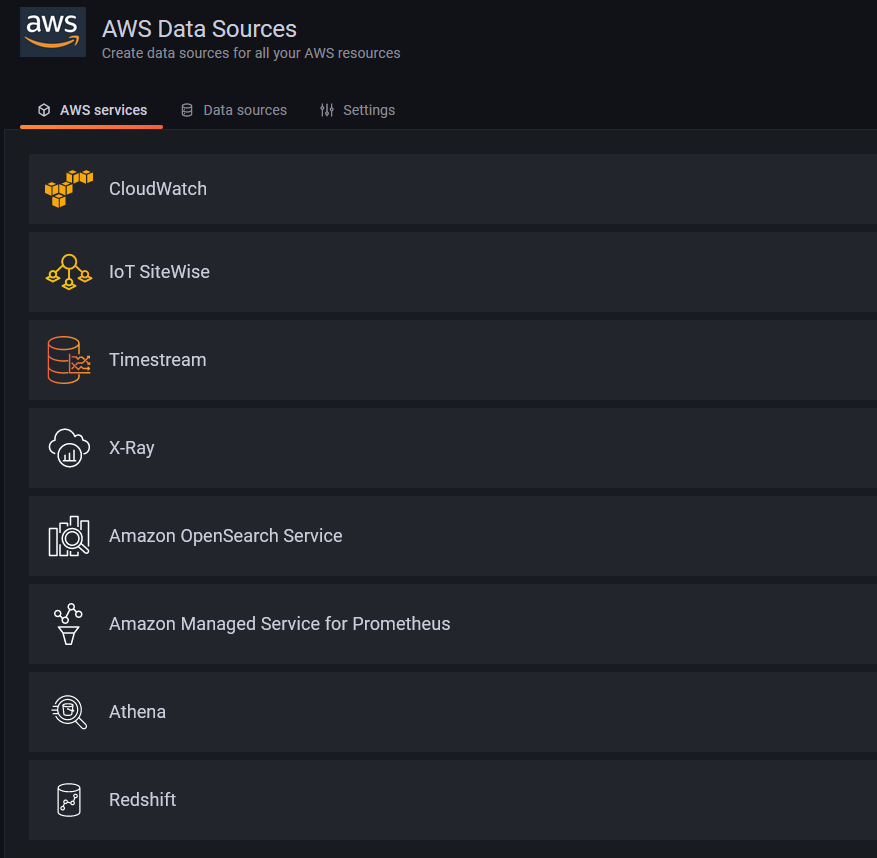 aws
AWS Data Sources
Create data sources for all your AWS resources
AWS services Data sources Settings
CloudWatch
IoT SiteWise
Timestream
X-Ray
Amazon OpenSearch Service
Amazon Managed Service for Prometheus
Athena
Redshift